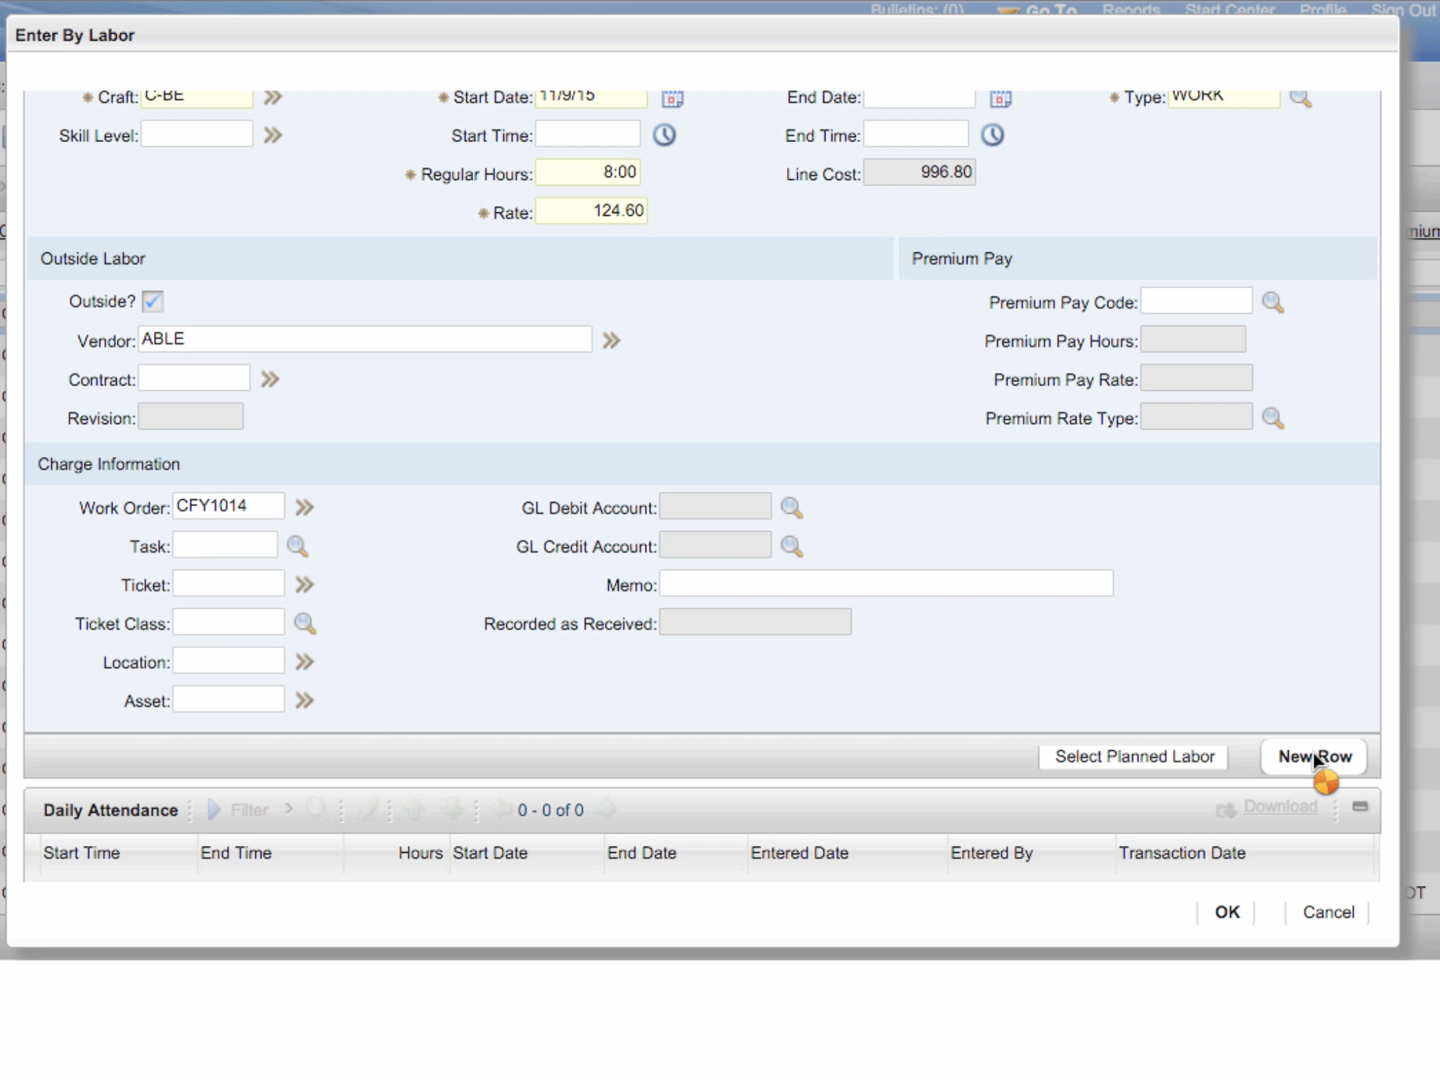 Bulletins: (0) Go To Reports Start Center Profile Sign Out
Enter By Labor
Craft: C-BE Start Date: 11/9/15 End Date: Type: WORK
Skill Level: Start Time: End Time:
Regular Hours: 8:00 Line Cost: 996.80
Rate: 124.60
Outside Labor Premium Pay
Outside? Premium Pay Code:
Vendor: ABLE Premium Pay Hours:
Contract: Premium Pay Rate:
Revision: Premium Rate Type:
Charge Information
Work Order: CFY1014 GL Debit Account:
Task: GL Credit Account:
Ticket: Memo:
Ticket Class: Recorded as Received:
Location:
Asset:
Select Planned Labor New Row
Daily Attendance Filter 0 - 0 of 0 Download
Start Time End Time Hours Start Date End Date Entered Date Entered By Transaction Date
OK Cancel